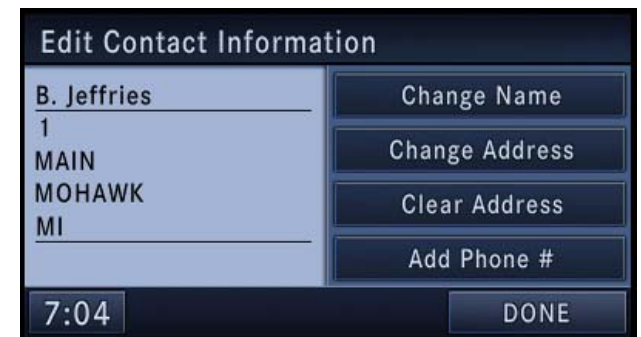 Edit Contact Information
B. Jeffries
1
MAIN
MOHAWK
MI
Change Name
Change Address
Clear Address
Add Phone #
7:04
DONE